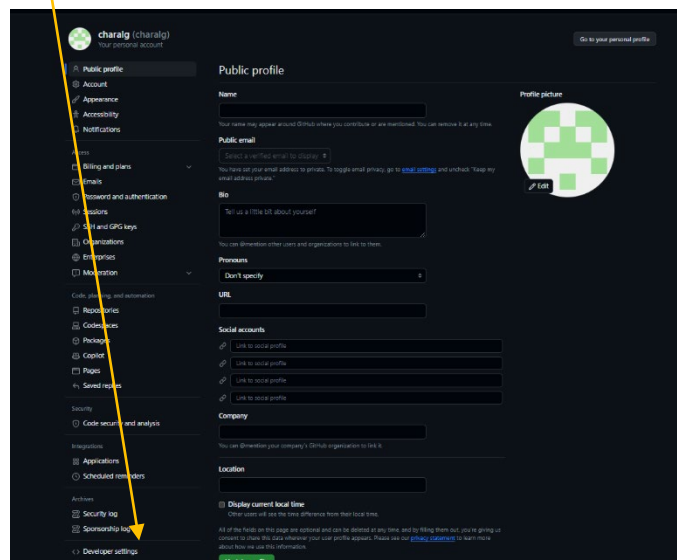 charalg (charalg)
Your personal account
Go to your personal profile
Public profile
Account
Appearance
Accessibility
Notifications
Access
Billing and plans
Emails
Password and authentication
Sessions
SSH and GPG keys
Organizations
Enterprises
Moderation
Code, planning, and automation
Repositories
Codespaces
Packages
Copilot
Pages
Saved replies
Security
Code security and analysis
Integrations
Applications
Scheduled reminders
Archives
Security log
Sponsorship log
Developer settings
Public profile
Name
Your name may appear around GitHub where you contribute or are mentioned. You can remove it at any time.
Public email
Select a verified email to display
You have set your email address to private. To toggle email privacy, go to email settings and uncheck "Keep my
email address private."
Bio
Tell us a little bit about yourself
You can @mention other users and organizations to link to them.
Pronouns
Don't specify
URL
Social accounts
Link to social profile
Link to social profile
Link to social profile
Link to social profile
Company
You can @mention your company's GitHub organization to link it.
Location
Display current local time
Other users will see the time difference from their local time.
All of the fields on this page are optional and can be deleted at any time, and by filling them out, you're giving us
consent to share this data wherever your user profile appears. Please see our privacy statement to learn more
about how we use this information.
Profile picture
Edit